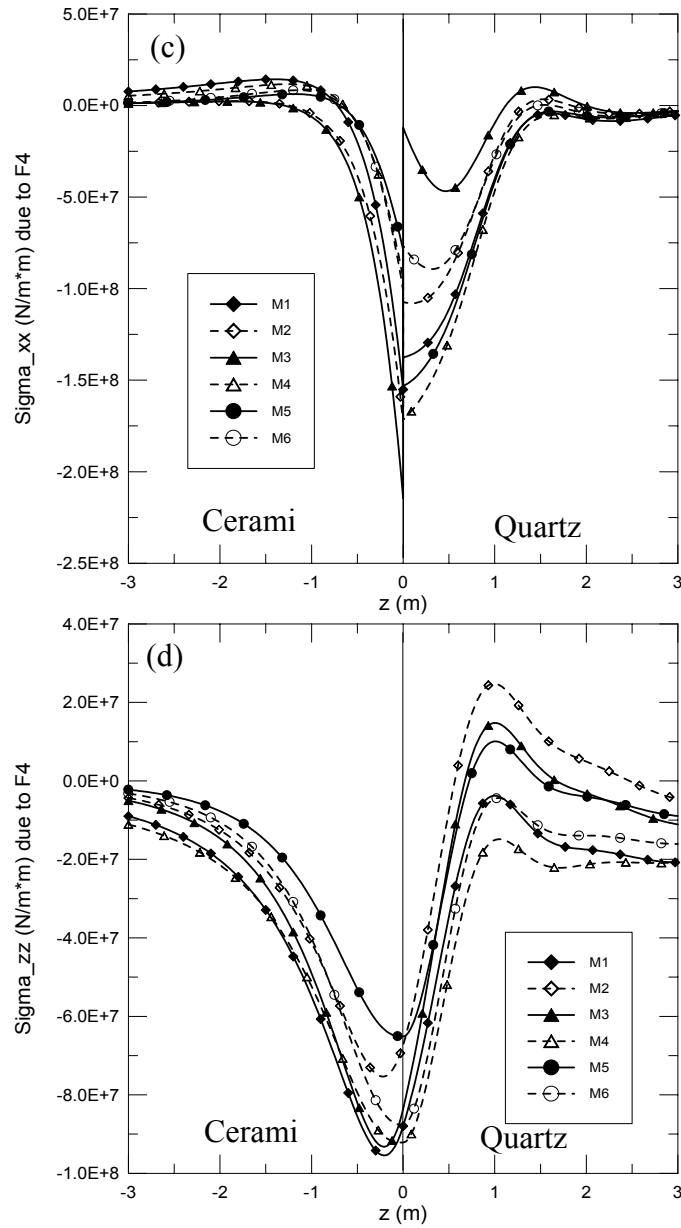 (c)
5.0E+7
0.0E+0
-5.0E+7
-1.0E+8
-1.5E+8
-2.0E+8
-2.5E+8
Sigma_xx (N/m*m) due to F4
M1
M2
M3
M4
M5
M6
Cerami
Quartz
-3 -2 -1 0 1 2 3
z (m)
(d)
4.0E+7
2.0E+7
0.0E+0
-2.0E+7
-4.0E+7
-6.0E+7
-8.0E+7
-1.0E+8
Sigma_zz (N/m*m) due to F4
M1
M2
M3
M4
M5
M6
Cerami
Quartz
-3 -2 -1 0 1 2 3
z (m)